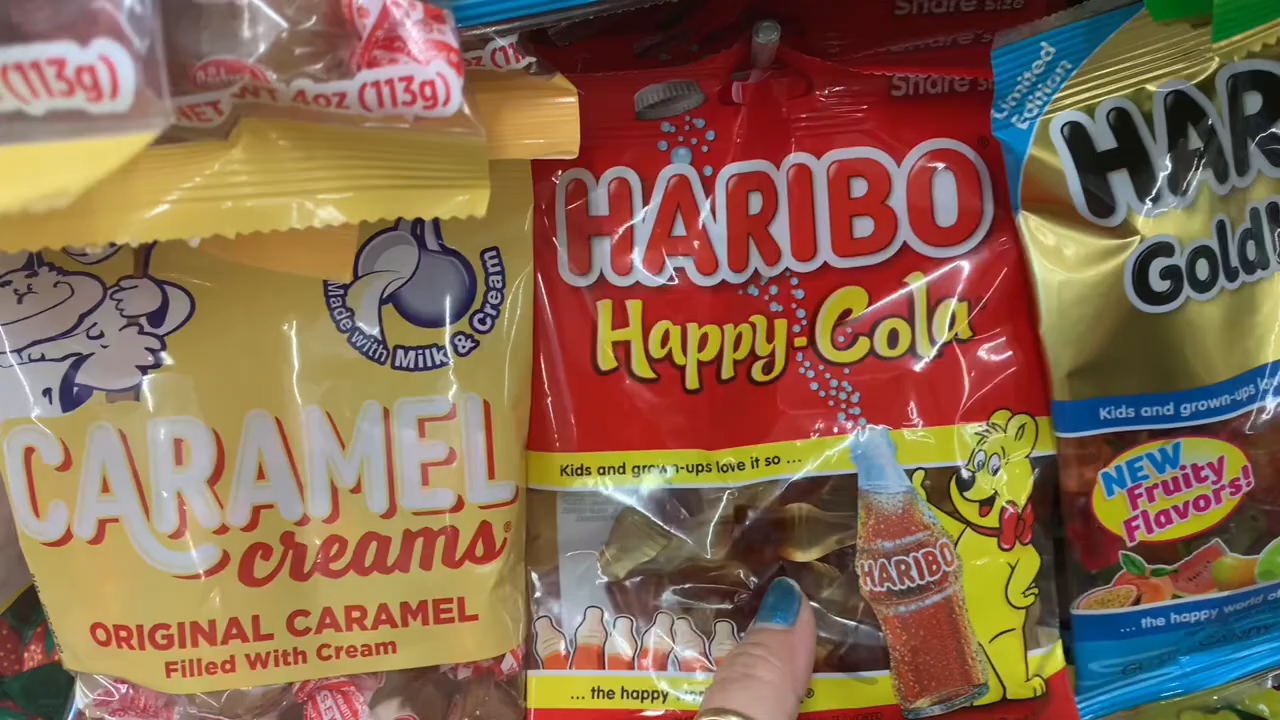 (113g)
NET WT 4oz (113g)
Made with Milk & Cream
CARAMEL
creams®
ORIGINAL CARAMEL
Filled With Cream
Share size
Share
HARIBO®
Happy-Cola
Kids and grown-ups love it so ...
HARIBO
... the happy
Limited
Edition
HAR
Gold
Kids and grown-ups
NEW
Fruity
Flavors!
... the happy world